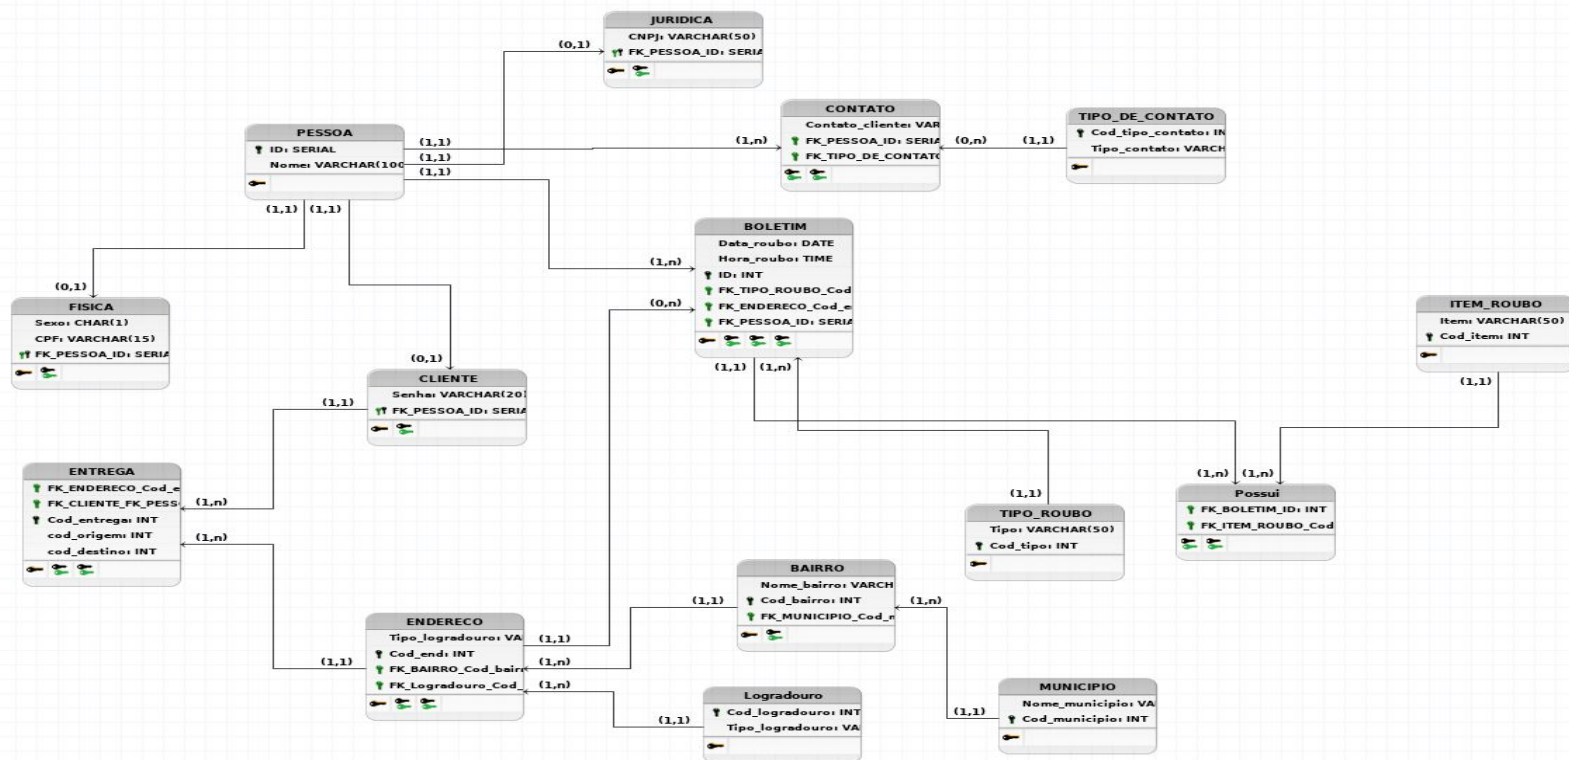 JURIDICA
CNPJ: VARCHAR(50)
FK_PESSOA_ID: SERIA
(0,1)
PESSOA
ID: SERIAL
Nome: VARCHAR(100
(1,1)
(1,1)
(1,1)
(1,1)
(1,1)
CONTATO
Contato_cliente: VAR
FK_PESSOA_ID: SERIA
FK_TIPO_DE_CONTATO
(1,n)
(0,n)
(1,1)
TIPO_DE_CONTATO
Cod_tipo_contato: IN
Tipo_contato: VARCH
BOLETIM
Data_roubo: DATE
Hora_roubo: TIME
ID: INT
FK_TIPO_ROUBO_Cod
FK_ENDERECO_Cod_e
FK_PESSOA_ID: SERIA
(1,n)
(0,n)
(1,1)
(1,n)
(0,1)
FISICA
Sexo: CHAR(1)
CPF: VARCHAR(15)
FK_PESSOA_ID: SERIA
ITEM_ROUBO
Item: VARCHAR(50)
Cod_item: INT
(1,1)
(0,1)
CLIENTE
Senha: VARCHAR(20)
FK_PESSOA_ID: SERIA
(1,1)
ENTREGA
FK_ENDERECO_Cod_e
FK_CLIENTE_FK_PESS
Cod_entrega: INT
cod_origem: INT
cod_destino: INT
(1,n)
(1,n)
(1,n)
(1,n)
Possui
FK_BOLETIM_ID: INT
FK_ITEM_ROUBO_Cod
(1,1)
TIPO_ROUBO
Tipo: VARCHAR(50)
Cod_tipo: INT
BAIRRO
Nome_bairro: VARCH
Cod_bairro: INT
FK_MUNICIPIO_Cod_m
(1,1)
(1,n)
ENDERECO
Tipo_logradouro: VA
Cod_end: INT
FK_BAIRRO_Cod_bairr
FK_Logradouro_Cod_
(1,1)
(1,1)
(1,n)
(1,n)
Logradouro
Cod_logradouro: INT
Tipo_logradouro: VA
(1,1)
MUNICIPIO
Nome_municipio: VA
Cod_municipio: INT
(1,1)